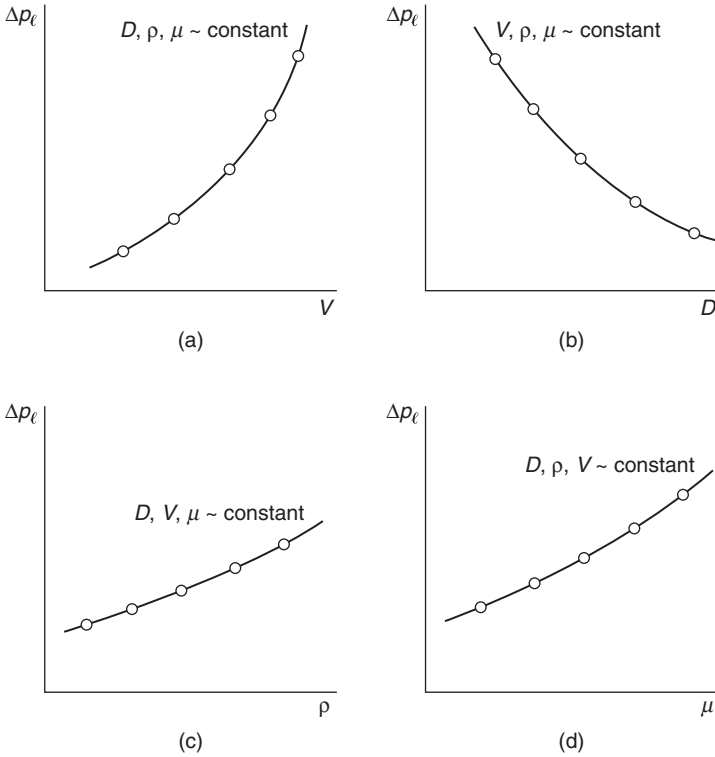 Δpℓ
D, ρ, μ ~ constant
V
(a)
Δpℓ
V, ρ, μ ~ constant
D
(b)
Δpℓ
D, V, μ ~ constant
ρ
(c)
Δpℓ
D, ρ, V ~ constant
μ
(d)